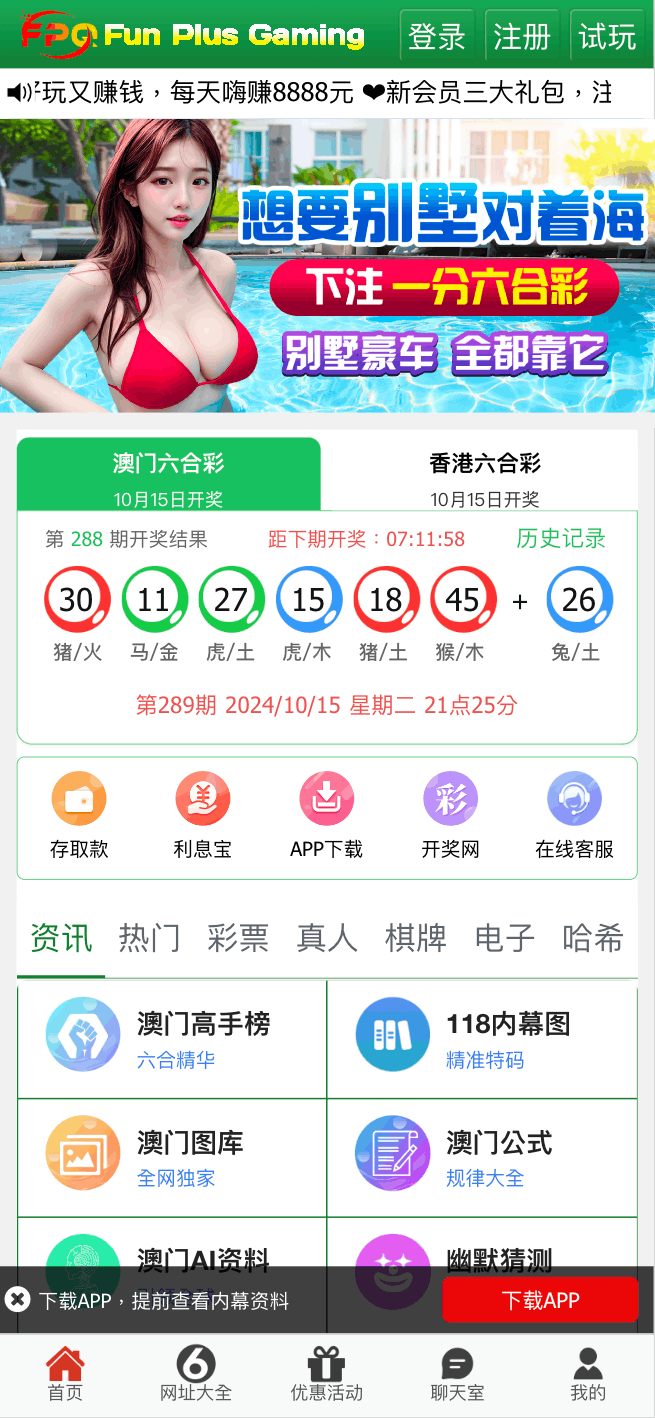 FPG Fun Plus Gaming 登录 注册 试玩
玩又赚钱，每天嗨赚8888元 ❤新会员三大礼包，注
想要别墅对着海
下注 一分六合彩
别墅豪车 全都靠它
澳门六合彩 香港六合彩
10月15日开奖 10月15日开奖
第 288 期开奖结果 距下期开奖：07:11:58 历史记录
30 11 27 15 18 45 + 26
猪/火 马/金 虎/土 虎/木 猪/土 猴/木 兔/土
第289期 2024/10/15 星期二 21点25分
存取款 利息宝 APP下载 开奖网 在线客服
资讯 热门 彩票 真人 棋牌 电子 哈希
澳门高手榜 118内幕图
六合精华 精准特码
澳门图库 澳门公式
全网独家 规律大全
澳门AI资料 幽默猜测
下载APP，提前查看内幕资料 下载APP
首页 网址大全 优惠活动 聊天室 我的